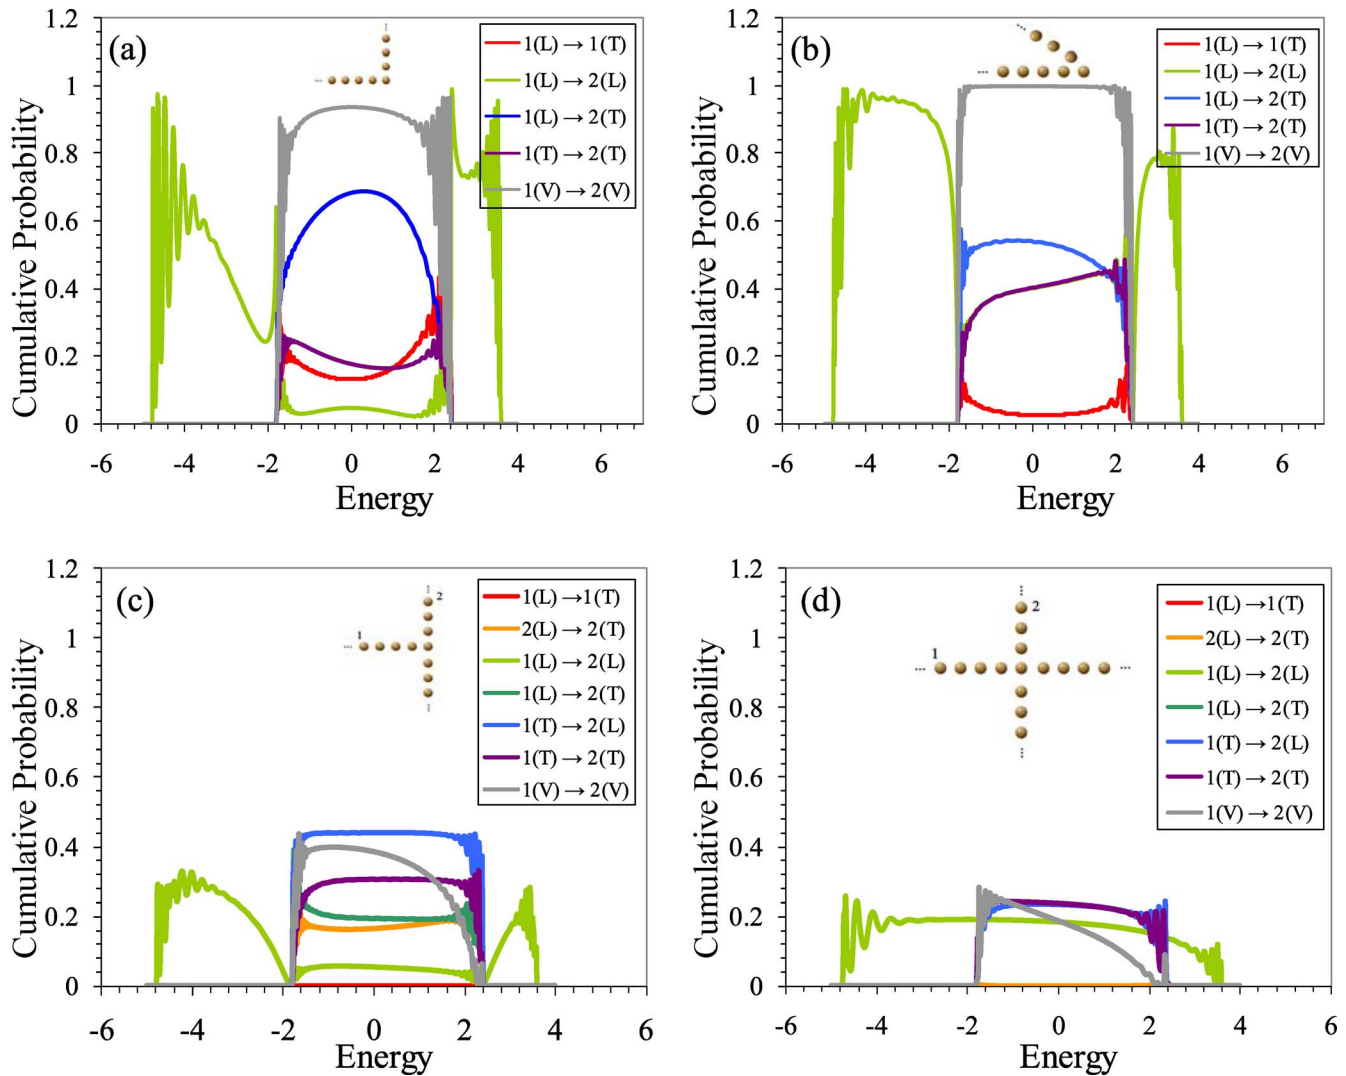 (a)
1.2
1
0.8
0.6
0.4
0.2
0
Cumulative Probability
-6 -4 -2 0 2 4 6
Energy
1(L) → 1(T)
1(L) → 2(L)
1(L) → 2(T)
1(T) → 2(T)
1(V) → 2(V)
(b)
1.2
1
0.8
0.6
0.4
0.2
0
Cumulative Probability
-6 -4 -2 0 2 4 6
Energy
1(L) → 1(T)
1(L) → 2(L)
1(L) → 2(T)
1(T) → 2(T)
1(V) → 2(V)
(c)
1.2
1
0.8
0.6
0.4
0.2
0
Cumulative Probability
-6 -4 -2 0 2 4 6
Energy
1
2
1(L) → 1(T)
2(L) → 2(T)
1(L) → 2(L)
1(L) → 2(T)
1(T) → 2(L)
1(T) → 2(T)
1(V) → 2(V)
(d)
1.2
1
0.8
0.6
0.4
0.2
0
Cumulative Probability
-6 -4 -2 0 2 4 6
Energy
2
1
1(L) → 1(T)
2(L) → 2(T)
1(L) → 2(L)
1(L) → 2(T)
1(T) → 2(L)
1(T) → 2(T)
1(V) → 2(V)